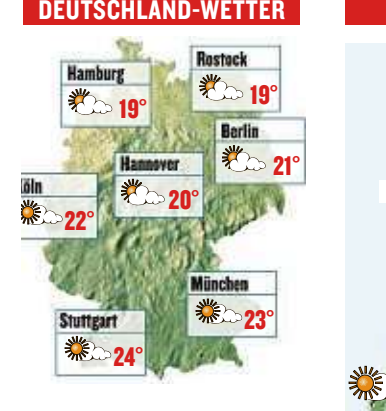 DEUTSCHLAND-WETTER
Rostock
Hamburg
19°
19°
Berlin
21°
Hannover
20°
öln
22°
München
23°
Stuttgart
24°